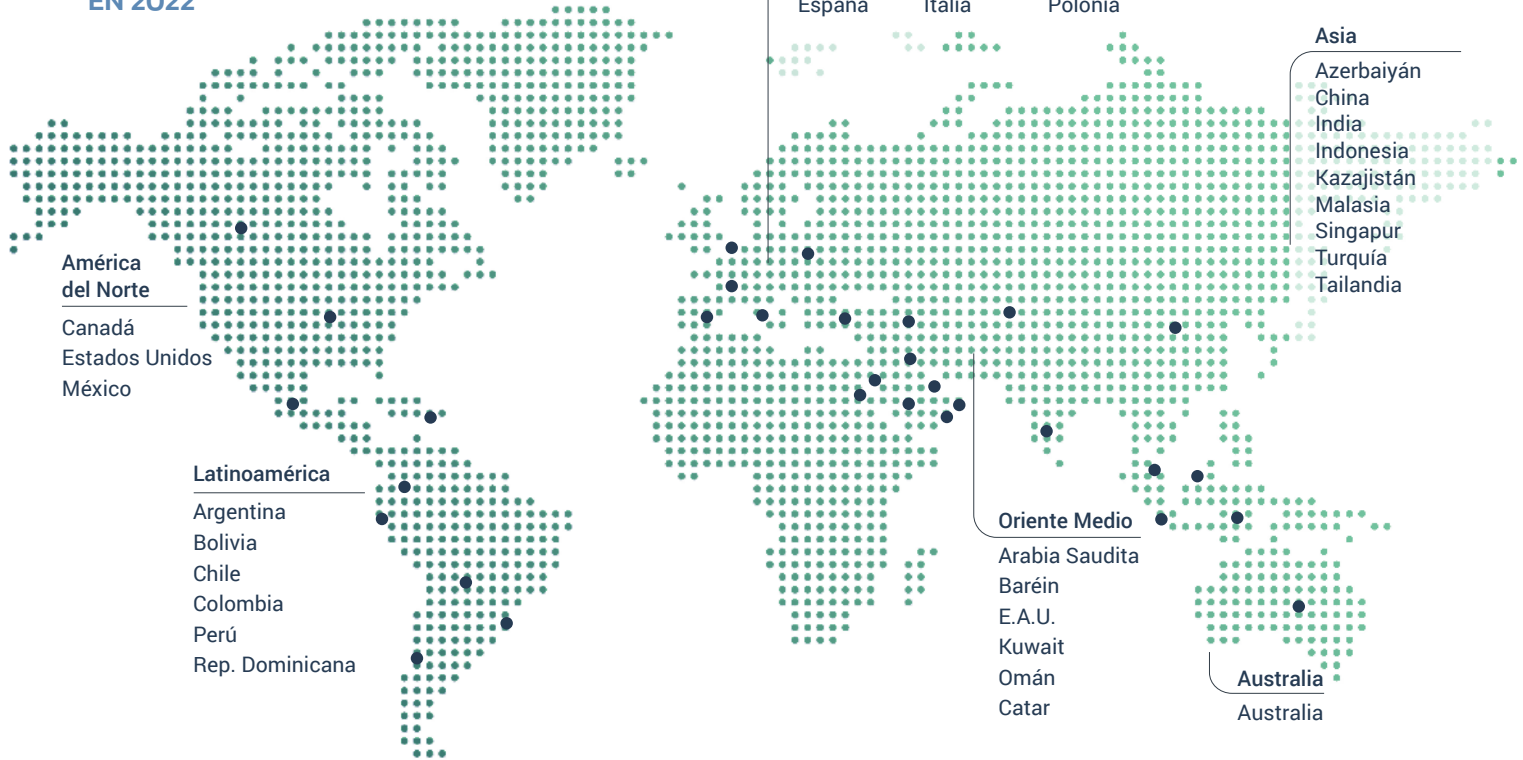 EN 2022
España Italia Polonia
Asia
Azerbaiyán
China
India
Indonesia
Kazajistán
Malasia
Singapur
Turquía
Tailandia
América
del Norte
Canadá
Estados Unidos
México
Latinoamérica
Argentina
Bolivia
Chile
Colombia
Perú
Rep. Dominicana
Oriente Medio
Arabia Saudita
Baréin
E.A.U.
Kuwait
Omán
Catar
Australia
Australia